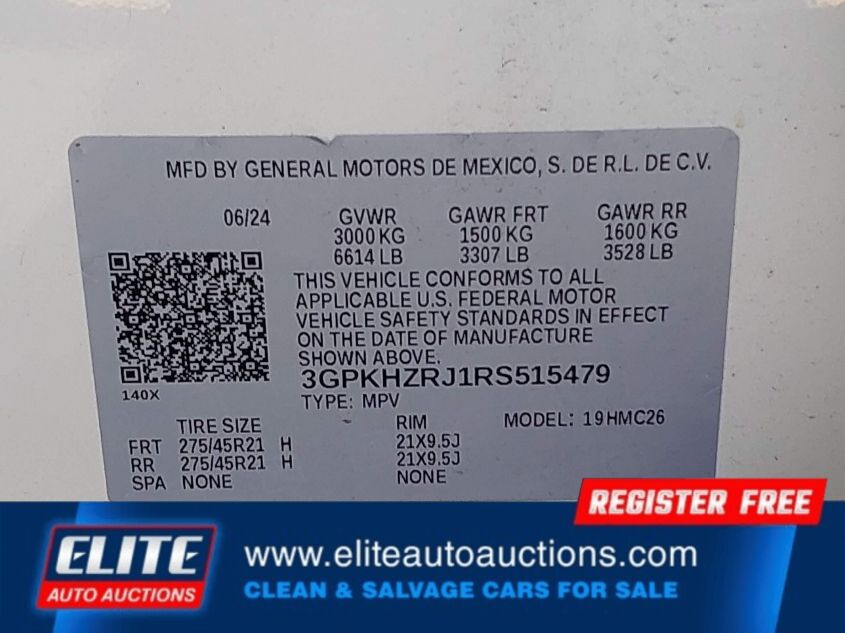 MFD BY GENERAL MOTORS DE MEXICO, S. DE R.L. DE C.V.
06/24 GVWR GAWR FRT GAWR RR
3000 KG 1500 KG 1600 KG
6614 LB 3307 LB 3528 LB
THIS VEHICLE CONFORMS TO ALL
APPLICABLE U.S. FEDERAL MOTOR
VEHICLE SAFETY STANDARDS IN EFFECT
ON THE DATE OF MANUFACTURE
SHOWN ABOVE.
140X
3GPKHZRJ1RS515479
TYPE: MPV
TIRE SIZE RIM MODEL: 19HMC26
FRT 275/45R21 H 21X9.5J
RR 275/45R21 H 21X9.5J
SPA NONE NONE
REGISTER FREE
ELITE
AUTO AUCTIONS
www.eliteautoauctions.com
CLEAN & SALVAGE CARS FOR SALE